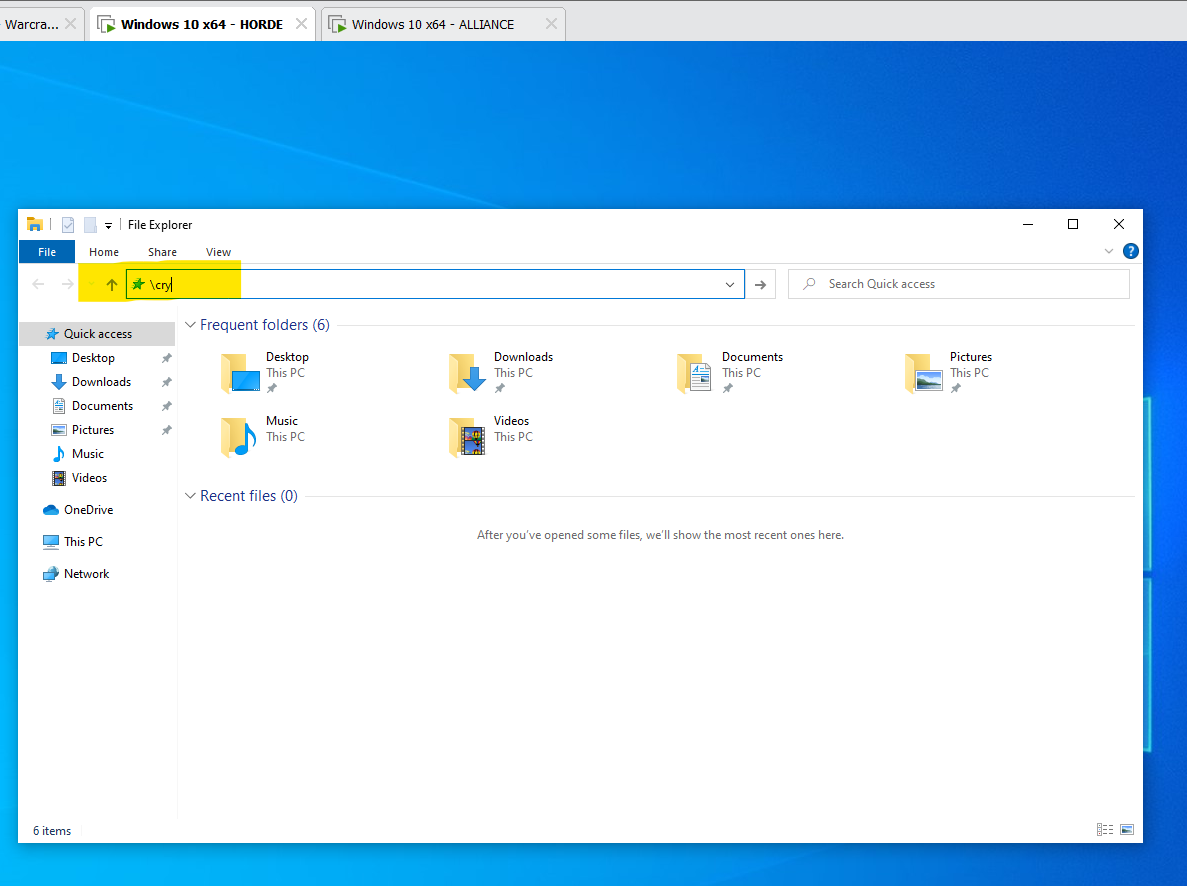 Warcra...
Windows 10 x64 - HORDE
Windows 10 x64 - ALLIANCE
File Explorer
File Home Share View
?
\cry
Search Quick access
Quick access
Desktop
Downloads
Documents
Pictures
Music
Videos
OneDrive
This PC
Network
Frequent folders (6)
Desktop
This PC
Downloads
This PC
Documents
This PC
Pictures
This PC
Music
This PC
Videos
This PC
Recent files (0)
After you've opened some files, we'll show the most recent ones here.
6 items